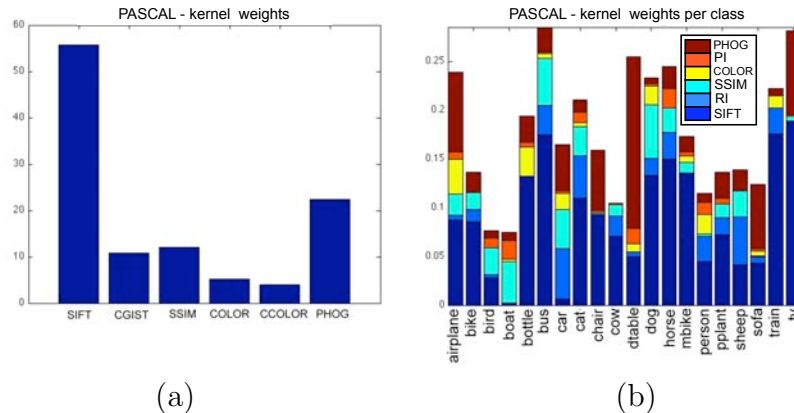 PASCAL - kernel weights
60
50
40
30
20
10
0
SIFT CGIST SSIM COLOR CCOLOR PHOG
(a)
PASCAL - kernel weights per class
0.25
0.2
0.15
0.1
0.05
0
PHOG
PI
COLOR
SSIM
RI
SIFT
airplane
bike
bird
boat
bottle
bus
car
cat
chair
cow
dtable
dog
horse
mbike
person
pplant
sheep
sofa
train
tv
(b)